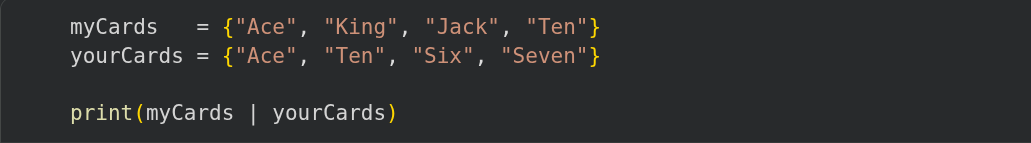 myCards   = {"Ace", "King", "Jack", "Ten"}
yourCards = {"Ace", "Ten", "Six", "Seven"}
print(myCards | yourCards)